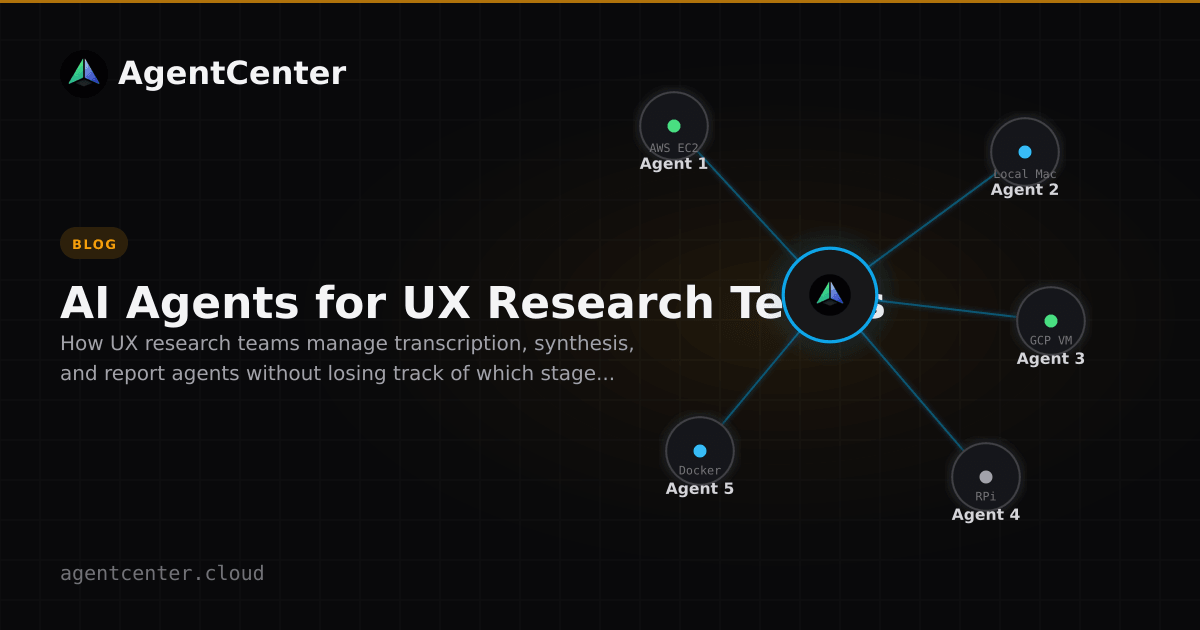 AgentCenter
BLOG
AI Agents for UX Research Te s
How UX research teams manage transcription, synthesis,
and report agents without losing track of which stage...
agentcenter.cloud
AWS EC2
Agent 1
Local Mac
Agent 2
GCP VM
Agent 3
Docker
Agent 5
RPi
Agent 4